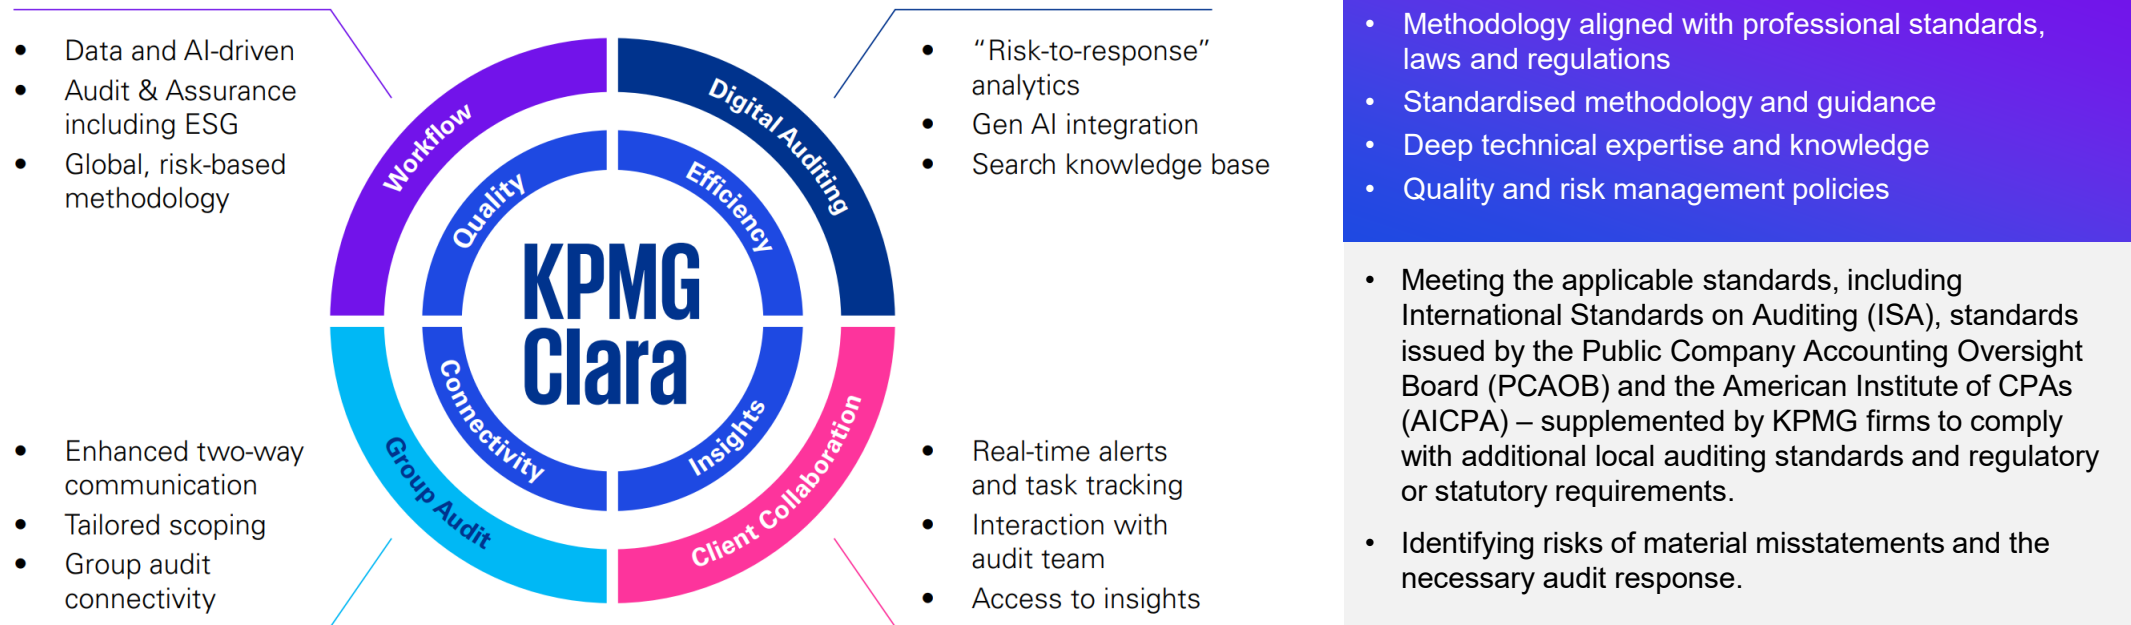 • Data and AI-driven
• Audit & Assurance
including ESG
• Global, risk-based
methodology
Workflow
Digital Auditing
• “Risk-to-response”
analytics
• Gen AI integration
• Search knowledge base
Quality
Efficiency
KPMG
Clara
Connectivity
Insights
Group Audit
Client Collaboration
• Enhanced two-way
communication
• Tailored scoping
• Group audit
connectivity
• Real-time alerts
and task tracking
• Interaction with
audit team
• Access to insights
• Methodology aligned with professional standards,
laws and regulations
• Standardised methodology and guidance
• Deep technical expertise and knowledge
• Quality and risk management policies
• Meeting the applicable standards, including
International Standards on Auditing (ISA), standards
issued by the Public Company Accounting Oversight
Board (PCAOB) and the American Institute of CPAs
(AICPA) – supplemented by KPMG firms to comply
with additional local auditing standards and regulatory
or statutory requirements.
• Identifying risks of material misstatements and the
necessary audit response.